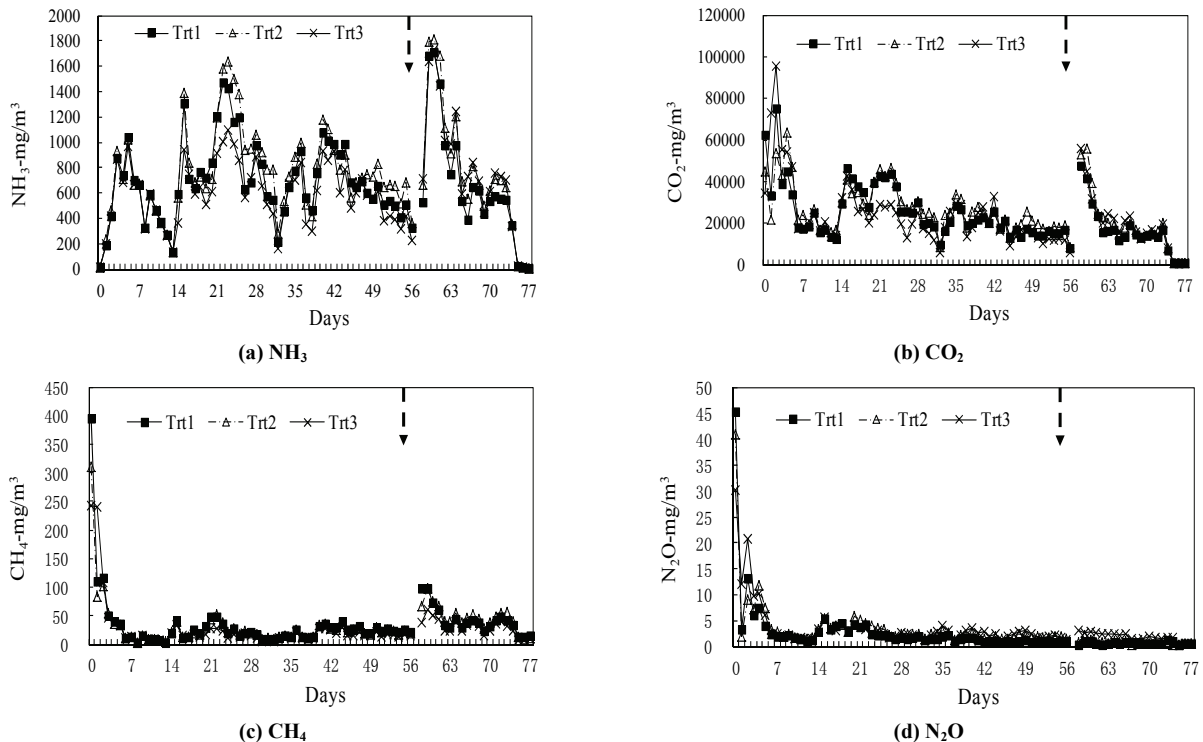 2000
1800
1600
1400
1200
1000
800
600
400
200
0
NH₃-mg/m³
Trt1 Trt2 Trt3
0 7 14 21 28 35 42 49 56 63 70 77
Days
(a) NH₃
120000
100000
80000
60000
40000
20000
0
CO₂-mg/m³
Trt1 Trt2 Trt3
0 7 14 21 28 35 42 49 56 63 70 77
Days
(b) CO₂
450
400
350
300
250
200
150
100
50
0
CH₄-mg/m³
Trt1 Trt2 Trt3
0 7 14 21 28 35 42 49 56 63 70 77
Days
(c) CH₄
50
45
40
35
30
25
20
15
10
5
0
N₂O-mg/m³
Trt1 Trt2 Trt3
0 7 14 21 28 35 42 49 56 63 70 77
Days
(d) N₂O